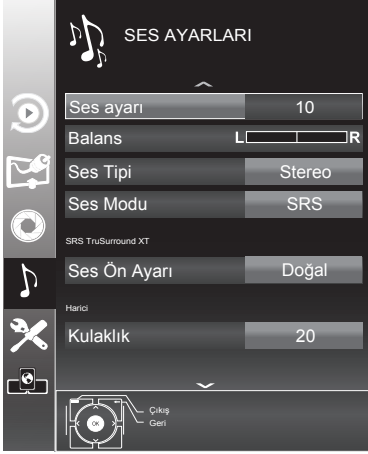 SES AYARLARI
Ses ayarı 10
Balans L R
Ses Tipi Stereo
Ses Modu SRS
SRS TruSurround XT
Ses Ön Ayarı Doğal
Harici
Kulaklık 20
Çıkış
OK Geri